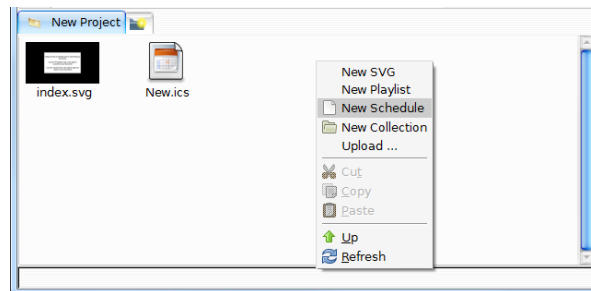 New Project
index.svg
New.ics
New SVG
New Playlist
New Schedule
New Collection
Upload ...
Cut
Copy
Paste
Up
Refresh